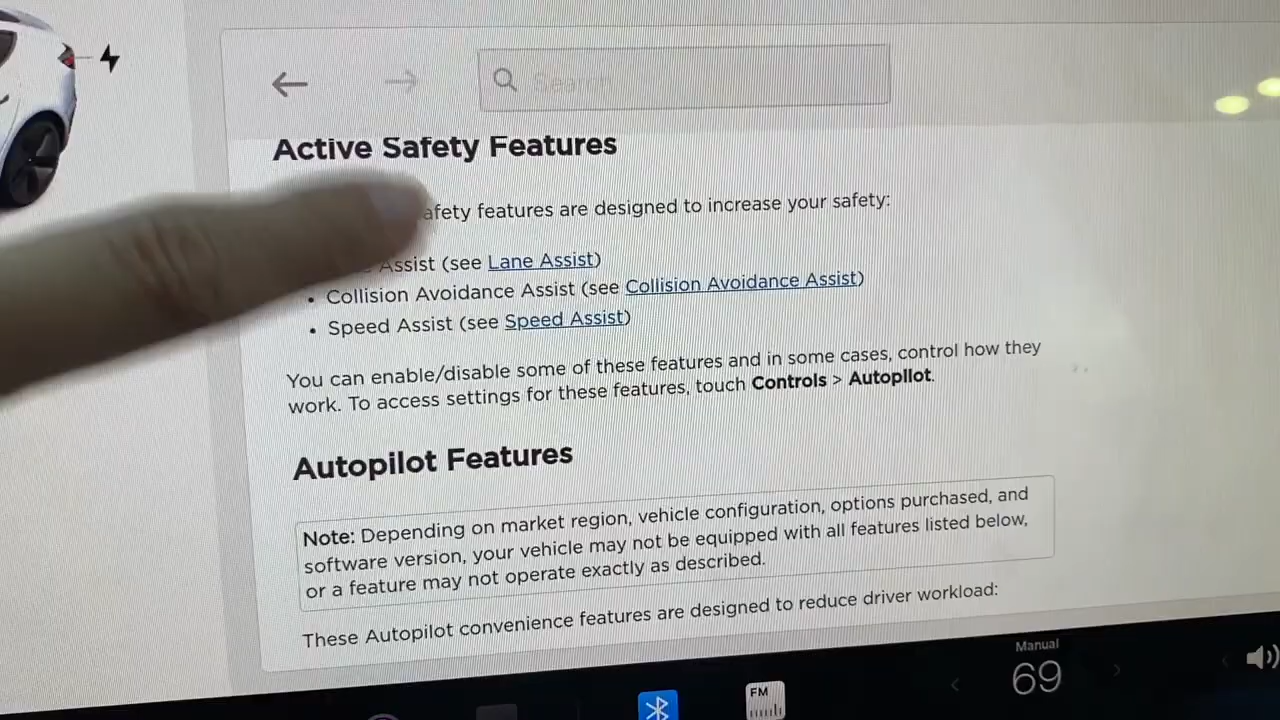 Search
Active Safety Features
afety features are designed to increase your safety:
Assist (see Lane Assist)
• Collision Avoidance Assist (see Collision Avoidance Assist)
• Speed Assist (see Speed Assist)
You can enable/disable some of these features and in some cases, control how they
work. To access settings for these features, touch Controls > Autopilot.
Autopilot Features
Note: Depending on market region, vehicle configuration, options purchased, and
software version, your vehicle may not be equipped with all features listed below,
or a feature may not operate exactly as described.
These Autopilot convenience features are designed to reduce driver workload:
Manual
69
FM